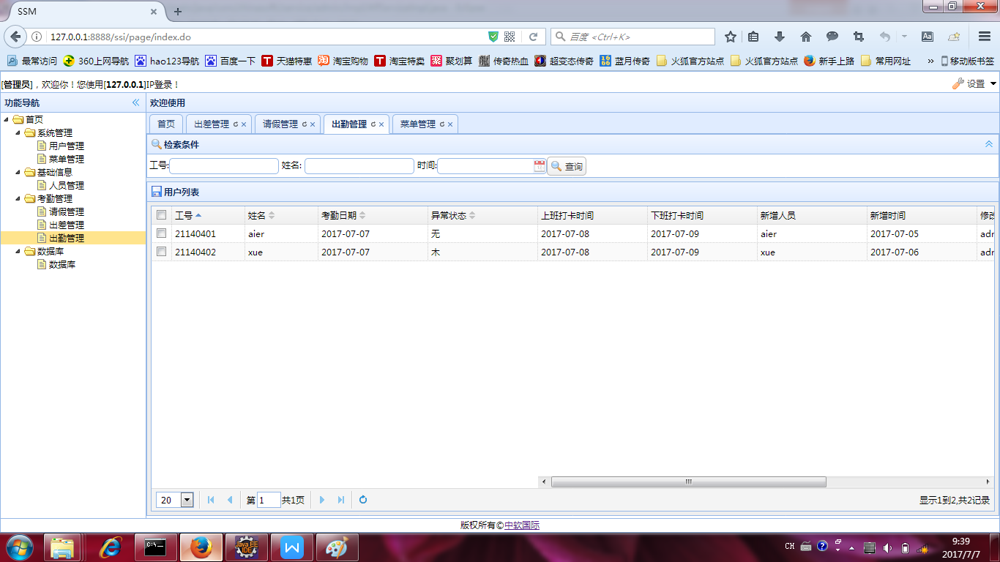 SSM
127.0.0.1:8888/ssi/page/index.do
百度 <Ctrl+K>
最常访问 360上网导航 hao123导航 百度一下 天猫特惠 淘宝购物 淘宝特卖 聚划算 传奇热血 超变态传奇 蓝月传奇 火狐官方站点 火狐官方站点 新手上路 常用网址 » 移动版书签
[管理员]，欢迎你！您使用[127.0.0.1]IP登录！ 设置
功能导航
欢迎使用
首页
系统管理
用户管理
菜单管理
基础信息
人员管理
考勤管理
请假管理
出差管理
出勤管理
数据库
数据库
首页 出差管理 请假管理 出勤管理 菜单管理
检索条件
工号: 姓名: 时间: 查询
用户列表
工号 姓名 考勤日期 异常状态 上班打卡时间 下班打卡时间 新增人员 新增时间 修改
21140401 aier 2017-07-07 无 2017-07-08 2017-07-09 aier 2017-07-05 adr
21140402 xue 2017-07-07 木 2017-07-08 2017-07-09 xue 2017-07-06 adr
20 第 1 共1页 显示1到2,共2记录
版权所有©中软国际
Java EE IDE
CH
9:39
2017/7/7